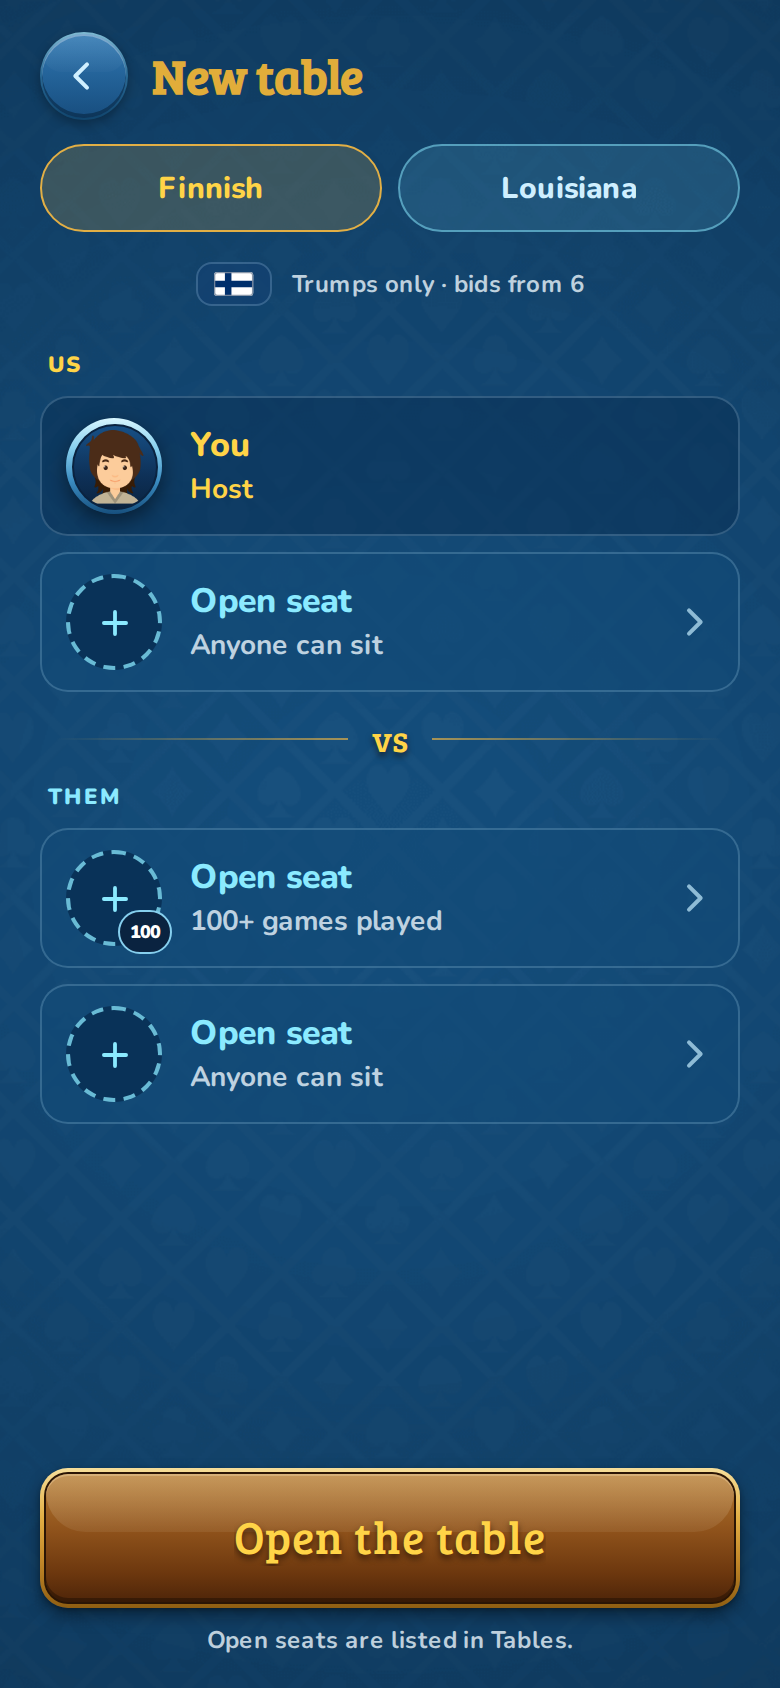 New table
Finnish
Louisiana
Trumps only · bids from 6
US
You
Host
Open seat
Anyone can sit
VS
THEM
Open seat
100+ games played
100
Open seat
Anyone can sit
Open the table
Open seats are listed in Tables.